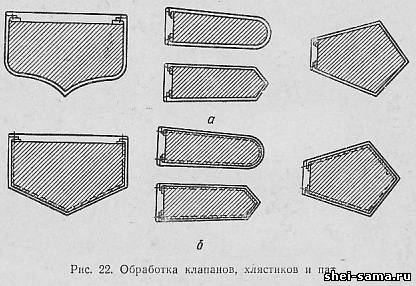 а
б
Рис. 22. Обработка клапанов, хлястиков и пат.
shei-sama.ru